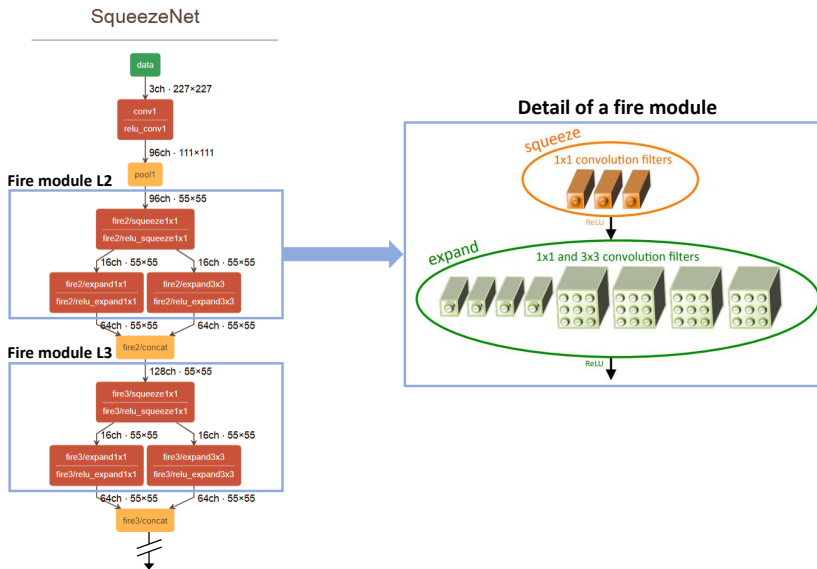 SqueezeNet
data
3ch · 227×227
conv1
relu_conv1
96ch · 111×111
pool1
96ch · 55×55
Fire module L2
fire2/squeeze1x1
fire2/relu_squeeze1x1
16ch · 55×55
16ch · 55×55
fire2/expand1x1
fire2/relu_expand1x1
fire2/expand3x3
fire2/relu_expand3x3
64ch · 55×55
64ch · 55×55
fire2/concat
Fire module L3
128ch · 55×55
fire3/squeeze1x1
fire3/relu_squeeze1x1
16ch · 55×55
16ch · 55×55
fire3/expand1x1
fire3/relu_expand1x1
fire3/expand3x3
fire3/relu_expand3x3
64ch · 55×55
64ch · 55×55
fire3/concat
Detail of a fire module
squeeze
1x1 convolution filters
ReLU
expand
1x1 and 3x3 convolution filters
ReLU